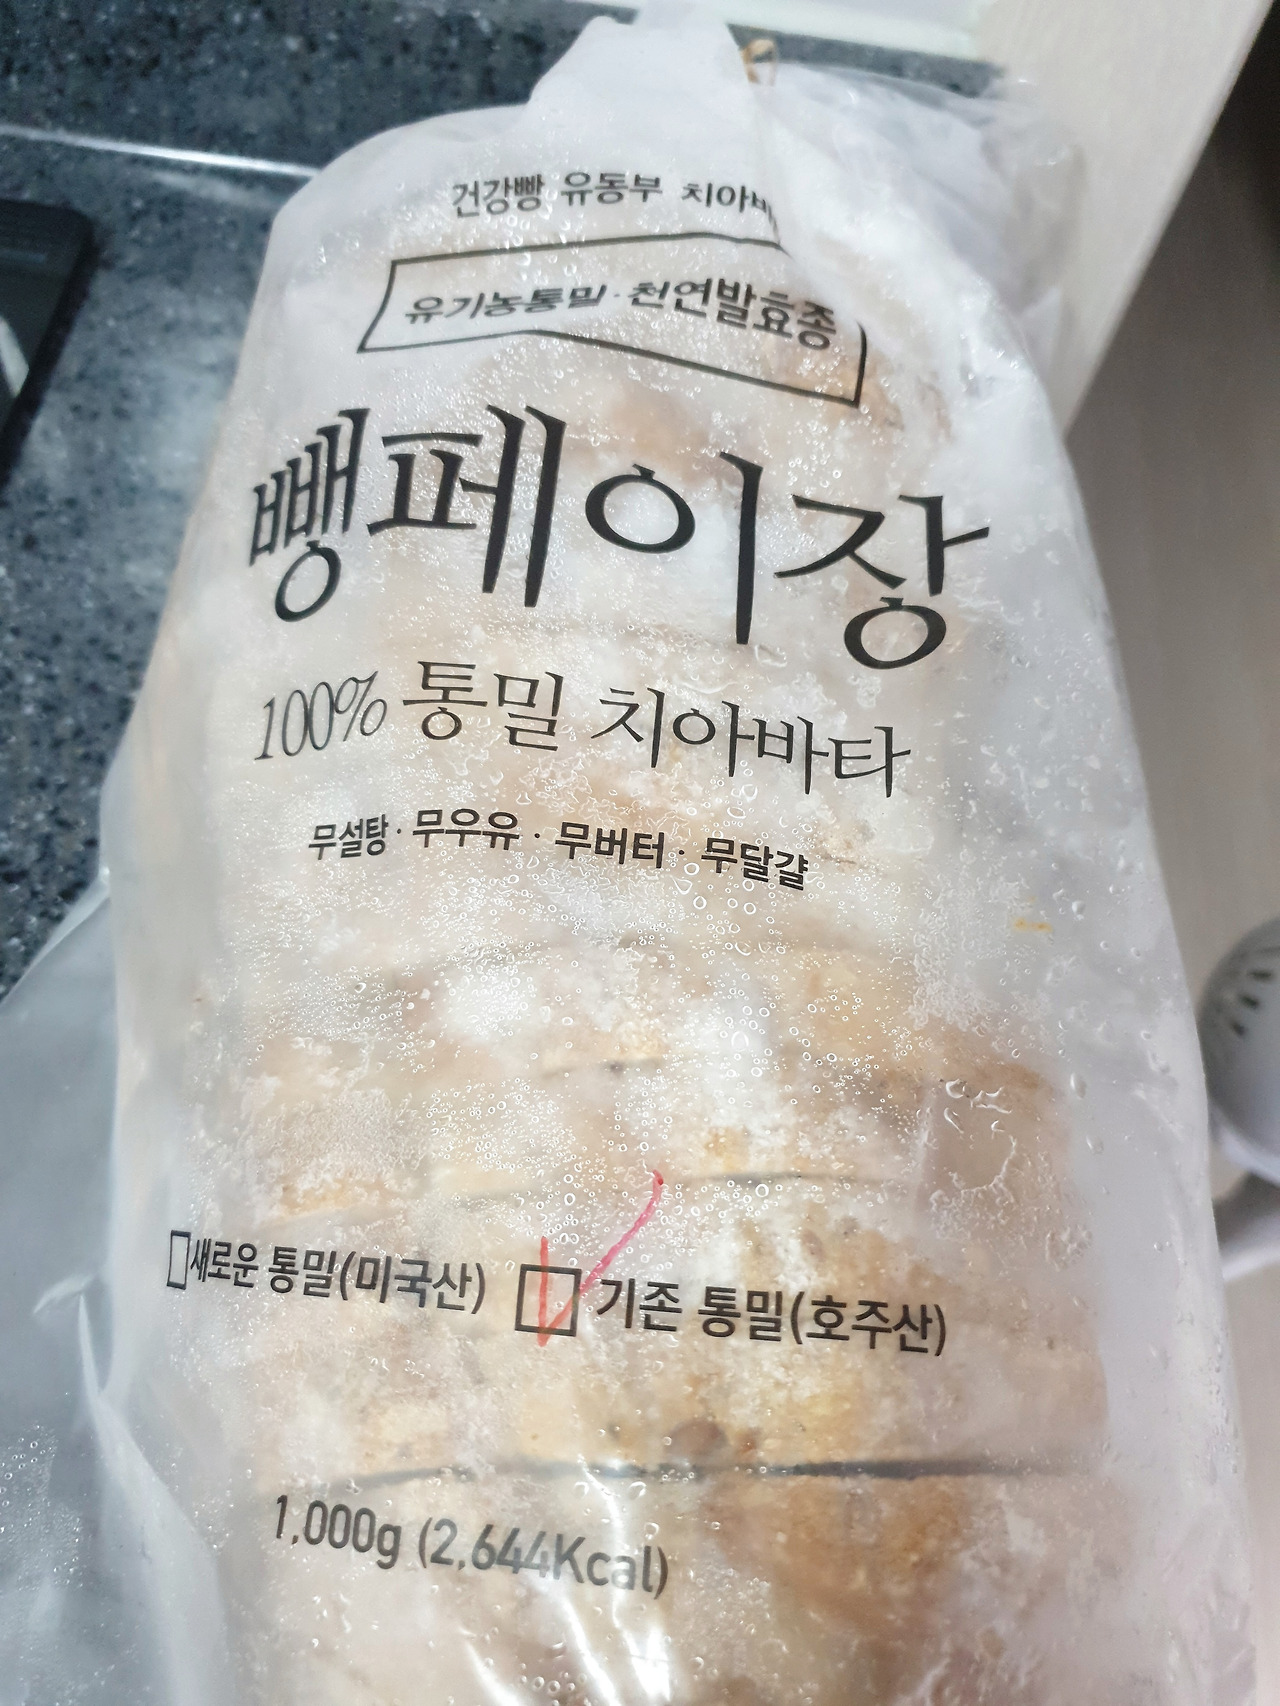 건강빵 유동부 치아바
유기농통밀·천연발효종
뺑페이장
100% 통밀 치아바타
무설탕·무우유·무버터·무달걀
□새로운 통밀(미국산) ☑기존 통밀(호주산)
1,000g (2,644Kcal)